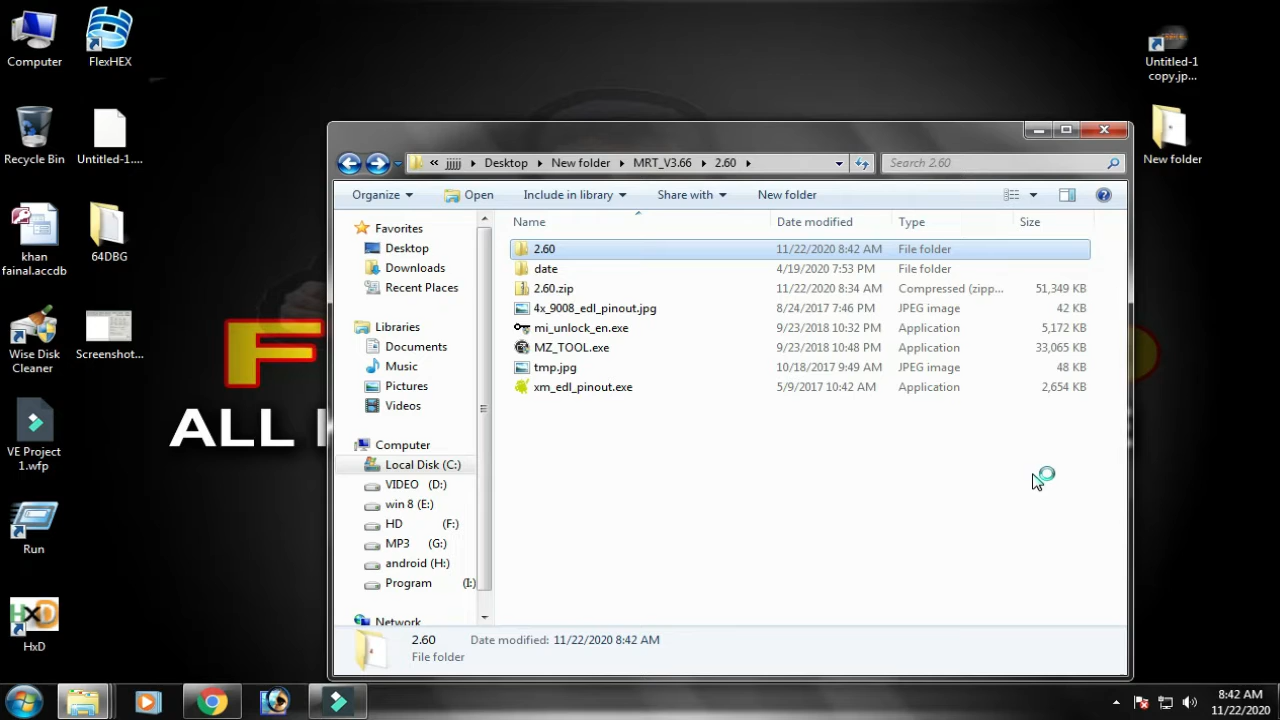 Computer
FlexHEX
Recycle Bin
Untitled-1....
khan
fainal.accdb
64DBG
Wise Disk
Cleaner
Screenshot...
VE Project
1.wfp
Run
HxD
HxD
Untitled-1
copy.jp...
New folder
F
ALL
« jjjjj ▸ Desktop ▸ New folder ▸ MRT_V3.66 ▸ 2.60 ▸
Search 2.60
Organize Open Include in library Share with New folder
Favorites
Desktop
Downloads
Recent Places
Libraries
Documents
Music
Pictures
Videos
Computer
Local Disk (C:)
VIDEO (D:)
win 8 (E:)
HD (F:)
MP3 (G:)
android (H:)
Program (I:)
Network
Name Date modified Type Size
2.60 11/22/2020 8:42 AM File folder
date 4/19/2020 7:53 PM File folder
2.60.zip 11/22/2020 8:34 AM Compressed (zipp... 51,349 KB
4x_9008_edl_pinout.jpg 8/24/2017 7:46 PM JPEG image 42 KB
mi_unlock_en.exe 9/23/2018 10:32 PM Application 5,172 KB
MZ_TOOL.exe 9/23/2018 10:48 PM Application 33,065 KB
tmp.jpg 10/18/2017 9:49 AM JPEG image 48 KB
xm_edl_pinout.exe 5/9/2017 10:42 AM Application 2,654 KB
2.60 Date modified: 11/22/2020 8:42 AM
File folder
8:42 AM
11/22/2020